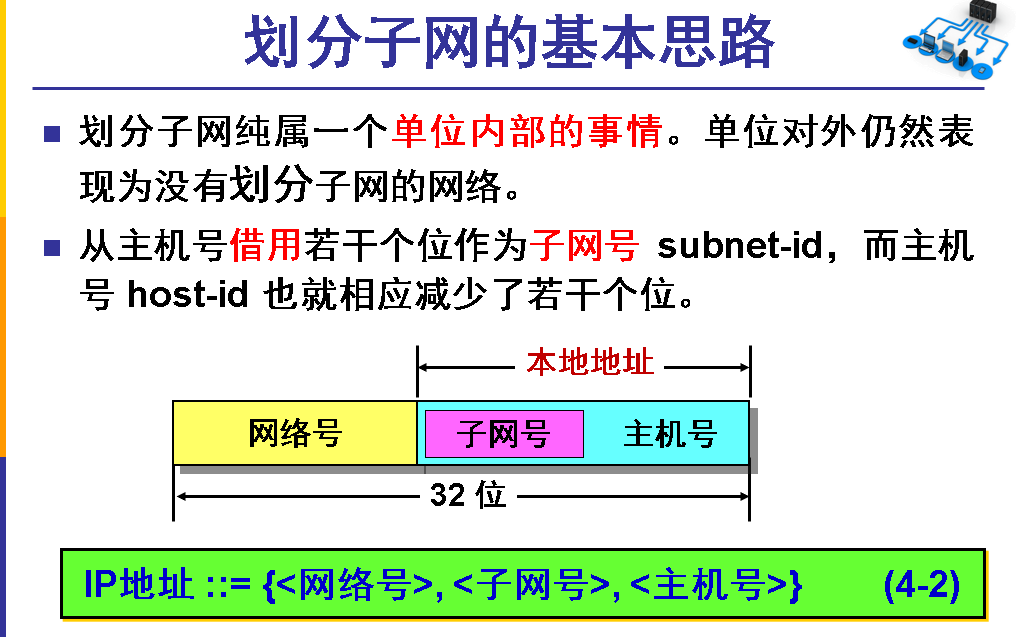 划分子网的基本思路
划分子网纯属一个单位内部的事情。单位对外仍然表
现为没有划分子网的网络。
从主机号借用若干个位作为子网号 subnet-id，而主机
号 host-id 也就相应减少了若干个位。
本地地址
网络号 子网号 主机号
32 位
IP地址 ::= {<网络号>, <子网号>, <主机号>} (4-2)